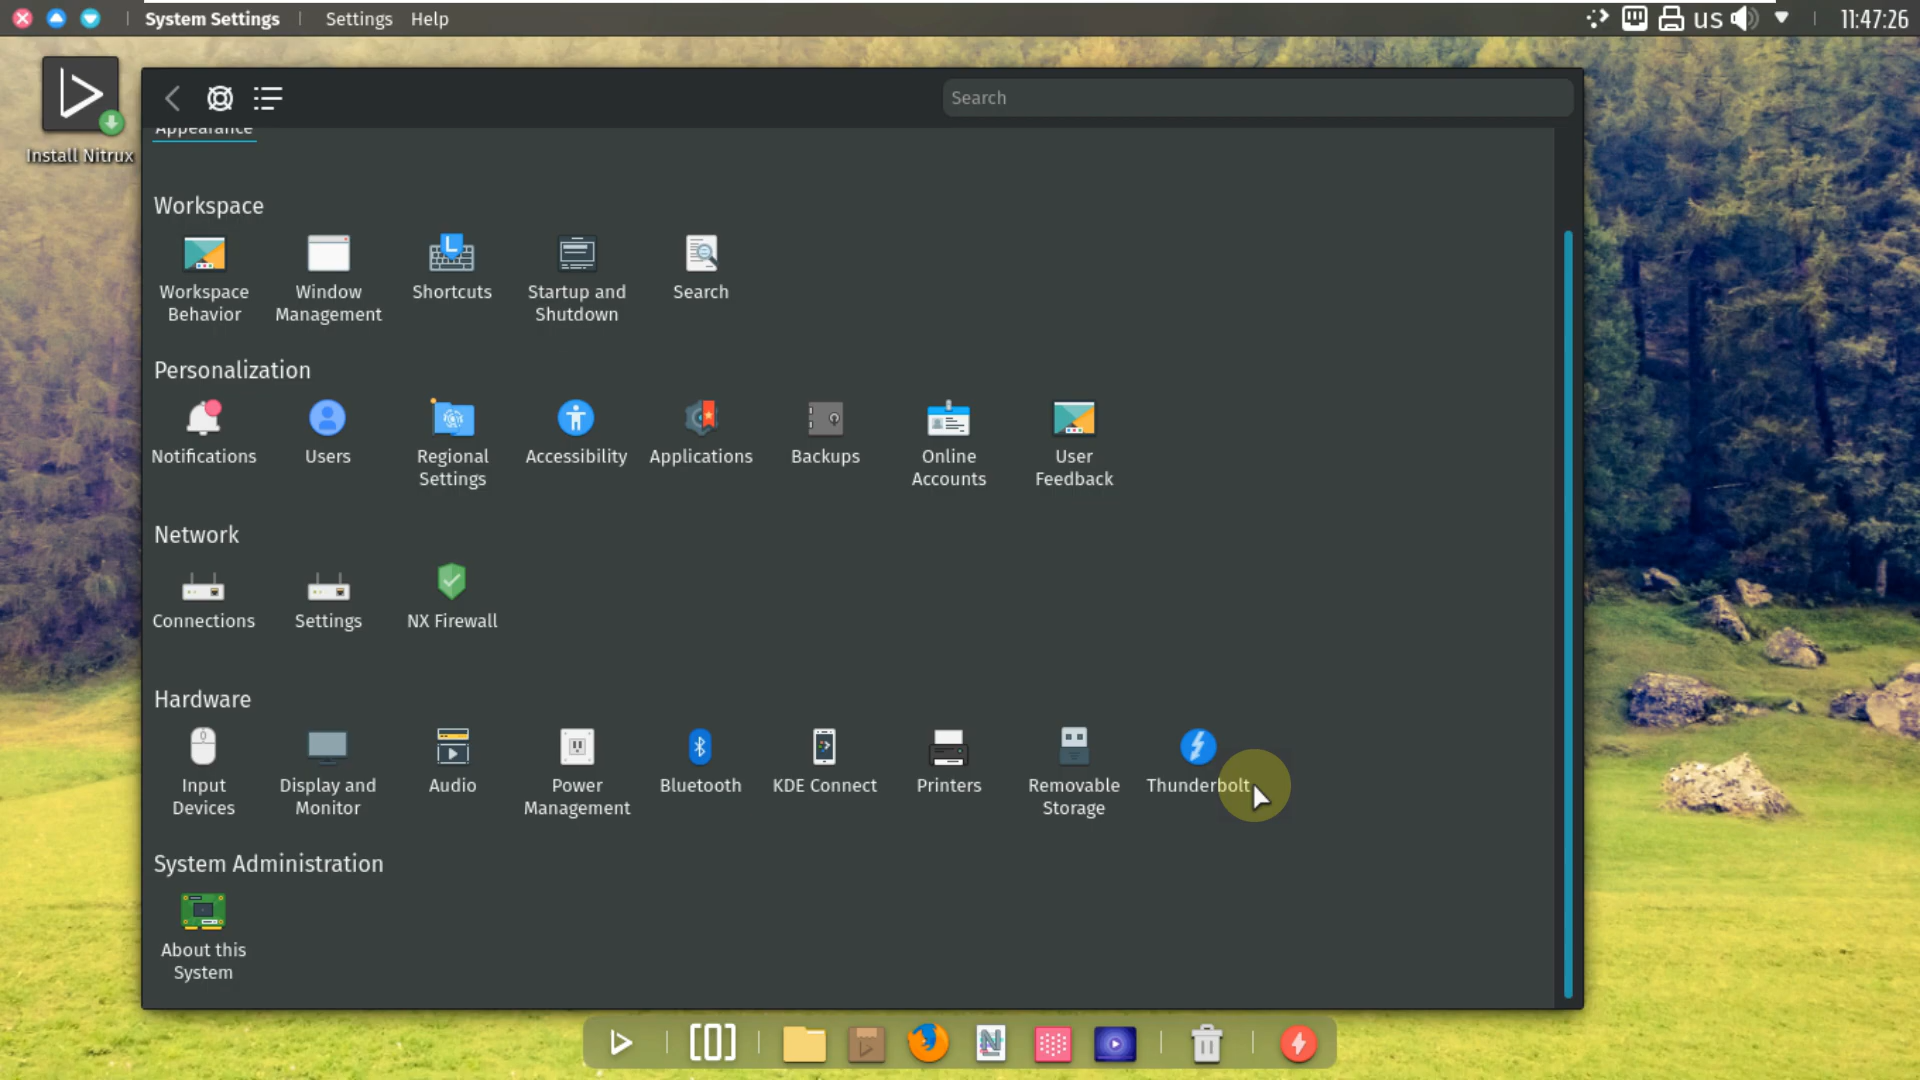 System Settings
Settings
Help
us
11:47:26
Install Nitrux
Search
Appearance
Workspace
Workspace
Behavior
Window
Management
Shortcuts
Startup and
Shutdown
Search
Personalization
Notifications
Users
Regional
Settings
Accessibility
Applications
Backups
Online
Accounts
User
Feedback
Network
Connections
Settings
NX Firewall
Hardware
Input
Devices
Display and
Monitor
Audio
Power
Management
Bluetooth
KDE Connect
Printers
Removable
Storage
Thunderbolt
System Administration
About this
System